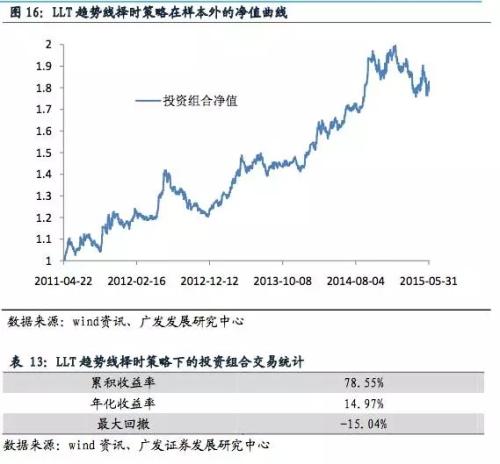 图 16：LLT 趋势线择时策略在样本外的净值曲线
2
1.9
1.8
1.7
1.6
1.5
1.4
1.3
1.2
1.1
1
投资组合净值
2011-04-22 2012-02-16 2012-12-12 2013-10-08 2014-08-04 2015-05-31
数据来源：wind资讯、广发发展研究中心
表 13：LLT 趋势线择时策略下的投资组合交易统计
累积收益率 78.55%
年化收益率 14.97%
最大回撤 -15.04%
数据来源：wind 资讯、广发证券发展研究中心